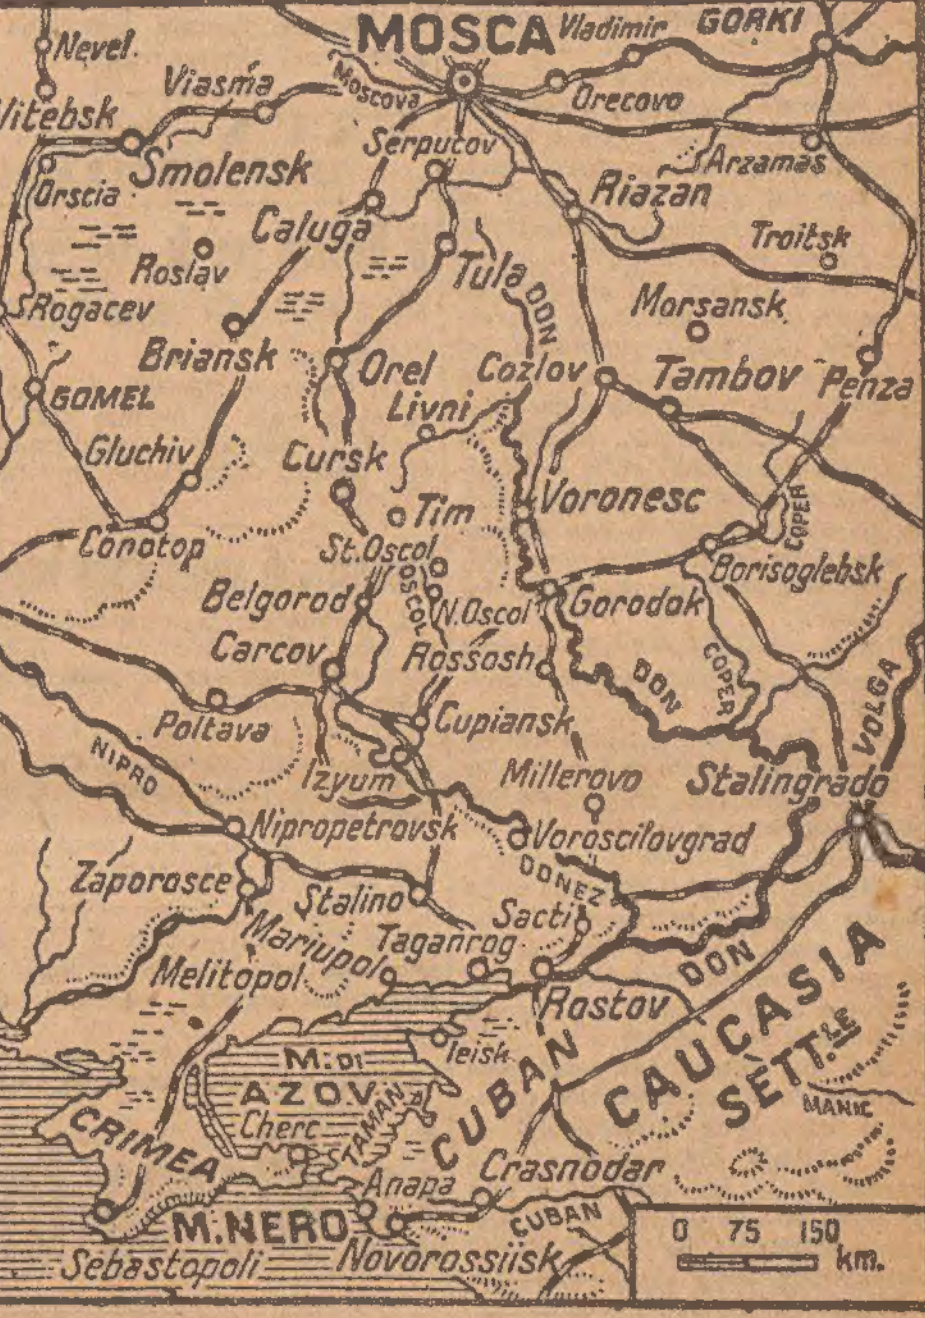 MOSCA
Vladimir
GORKI
Nevel.
Viasma
Moscova
Orecovo
Vitebsk
Serpucov
Arzamas
Smolensk
Orscia
Riazan
Caluga
Troitsk
Roslav
Tula
DON
Morsansk
Rogacev
Briansk
Orel
Cozlov
Tambov
Penza
GOMEL
Livni
Gluchiv
Cursk
Voronesc
COPER
Tim
Conotop
St.Oscol
Borisoglebsk
OSCOL
Belgorod
N.Oscol
Gorodok
Carcov
Rossosh
DON
COPER
VOLGA
Poltava
Cupiansk
NIPRO
Izyum
Millerovo
Stalingrado
Nipropetrovsk
Voroscilovgrad
DONEZ
Zaporosce
Stalino
Sacti
Mariupol
Taganrog
DON
Melitopol
Rostov
CAUCASIA
SETT.LE
M. DI
AZOV
Ieisk
CUBAN
MANIC
Cherc
TAMAN
CRIMEA
Anapa
Crasnodar
M. NERO
CUBAN
0 75 150
km.
Sebastopoli
Novorossiisk